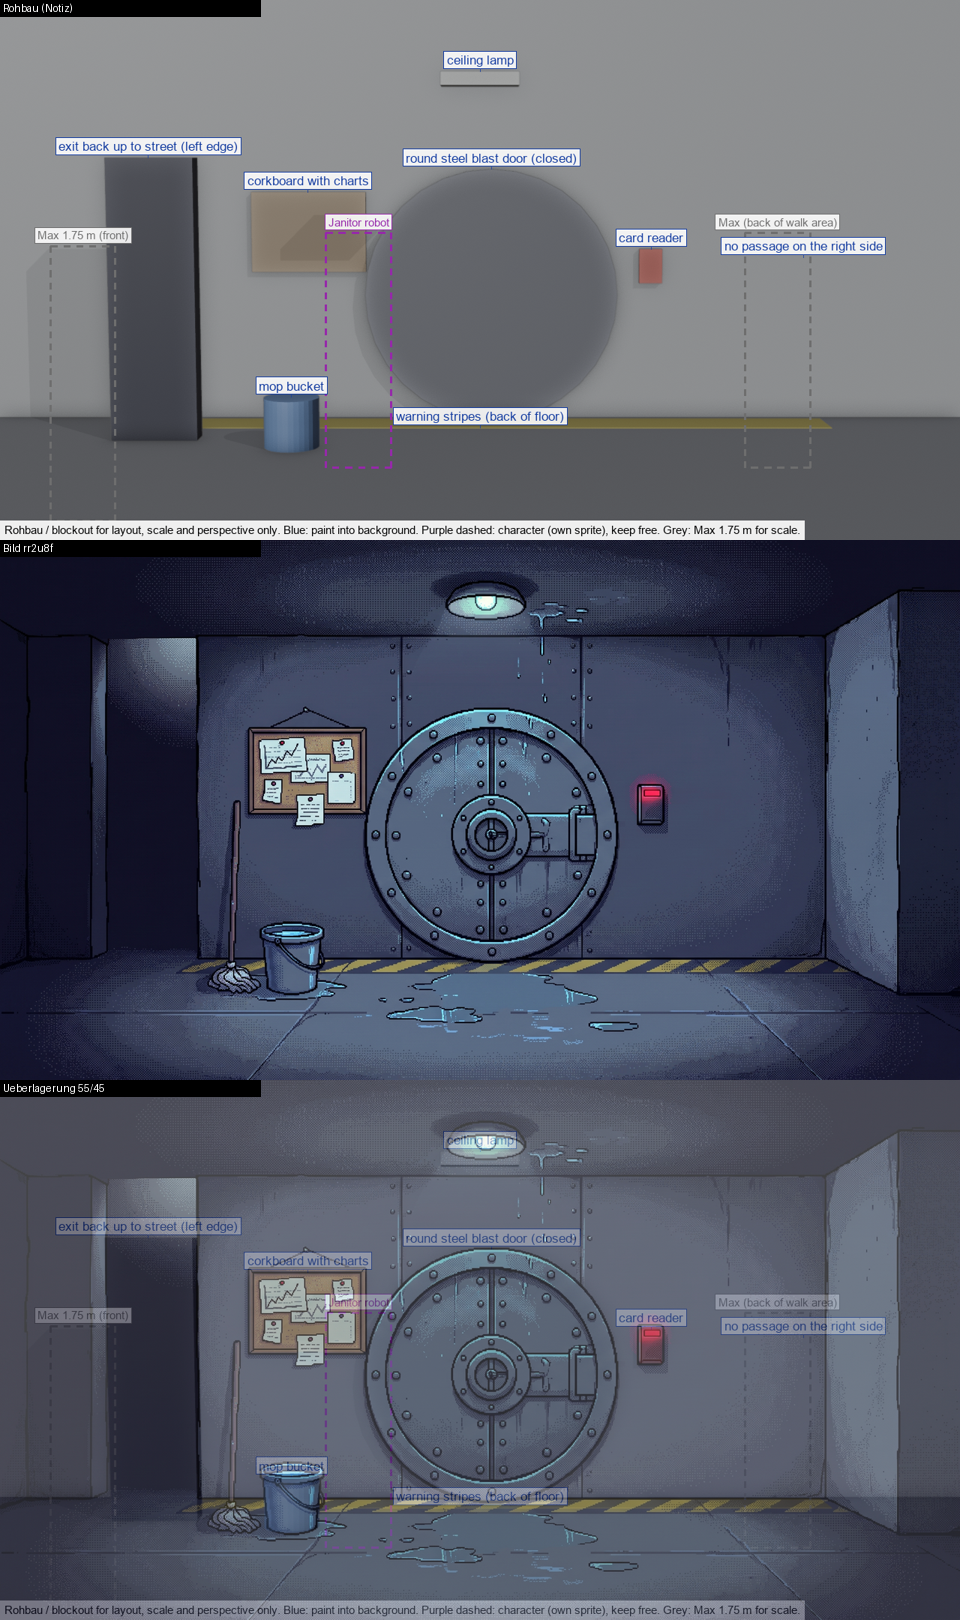 Rohbau (Notiz)
ceiling lamp
exit back up to street (left edge)
round steel blast door (closed)
corkboard with charts
Janitor robot
Max 1.75 m (front)
Max (back of walk area)
card reader
no passage on the right side
mop bucket
warning stripes (back of floor)
Rohbau / blockout for layout, scale and perspective only. Blue: paint into background. Purple dashed: character (own sprite), keep free. Grey: Max 1.75 m for scale.
Bild rr2u8f
Ueberlagerung 55/45
ceiling lamp
exit back up to street (left edge)
round steel blast door (closed)
corkboard with charts
Janitor robot
Max 1.75 m (front)
Max (back of walk area)
card reader
no passage on the right side
mop bucket
warning stripes (back of floor)
Rohbau / blockout for layout, scale and perspective only. Blue: paint into background. Purple dashed: character (own sprite), keep free. Grey: Max 1.75 m for scale.